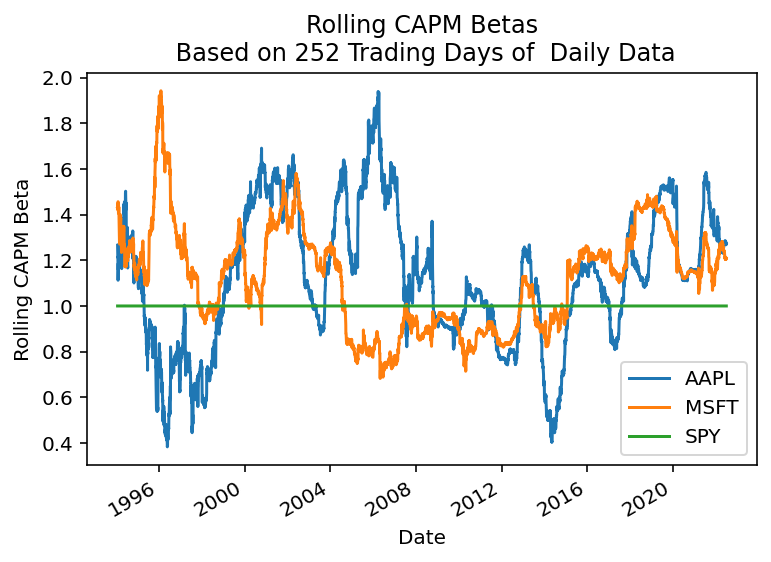 Rolling CAPM Betas
Based on 252 Trading Days of  Daily Data
2.0
1.8
1.6
1.4
1.2
1.0
0.8
0.6
0.4
Rolling CAPM Beta
AAPL
MSFT
SPY
1996
2000
2004
2008
2012
2016
2020
Date